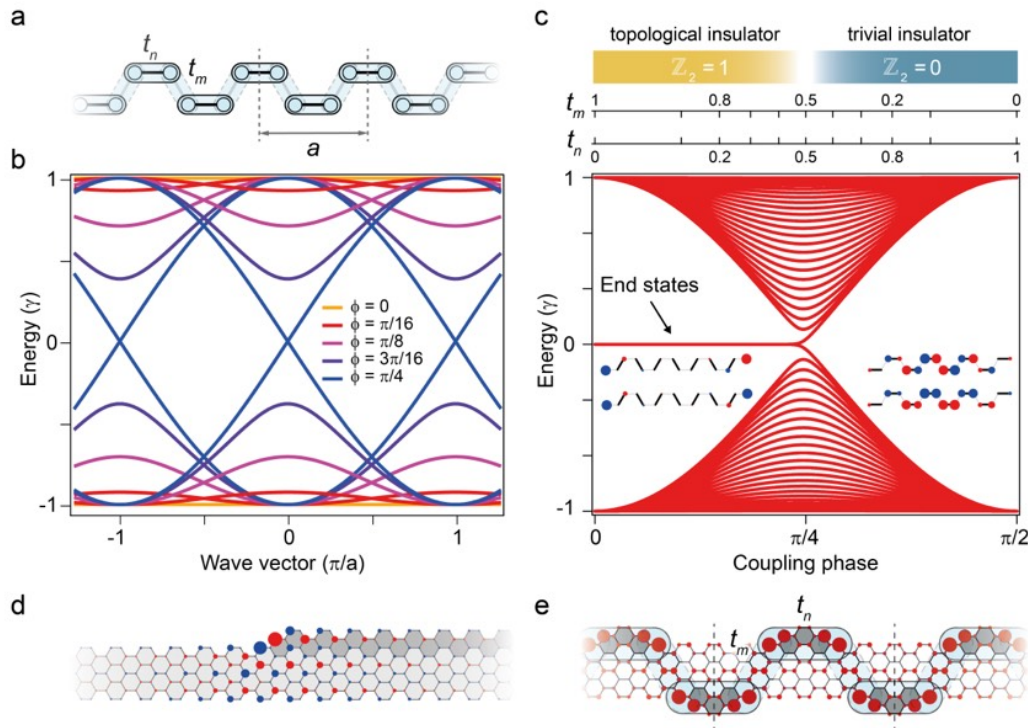 a
t_n
t_m
a
b
Energy (γ)
1
0
-1
ϕ = 0
ϕ = π/16
ϕ = π/8
ϕ = 3π/16
ϕ = π/4
-1 0 1
Wave vector (π/a)
c
topological insulator trivial insulator
ℤ₂ = 1 ℤ₂ = 0
t_m 1 0.8 0.5 0.2 0
t_n 0 0.2 0.5 0.8 1
Energy (γ)
1
End states
0
-1
0 π/4 π/2
Coupling phase
d
e
t_n
t_m